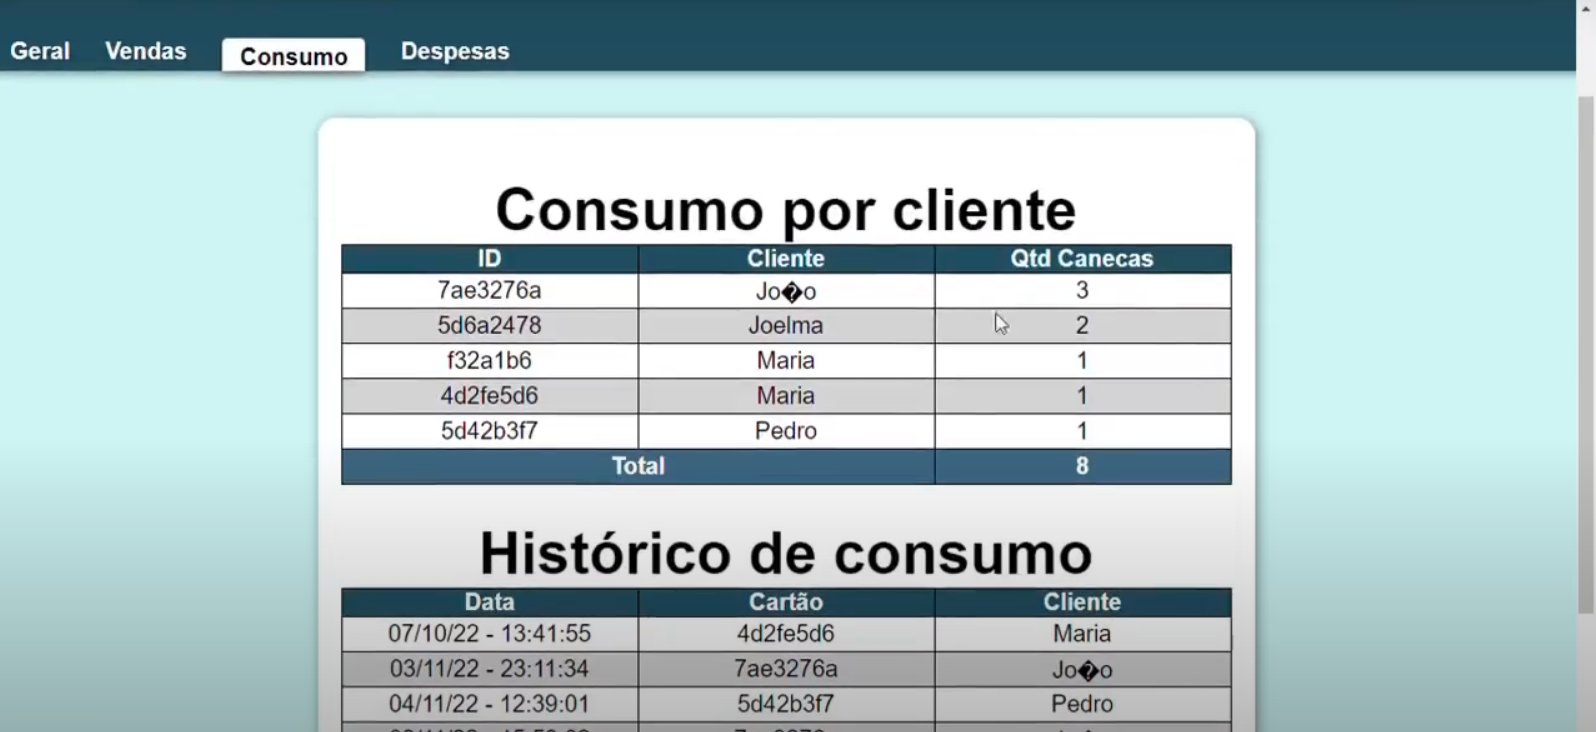 Geral Vendas Consumo Despesas
Consumo por cliente
ID Cliente Qtd Canecas
7ae3276a Jo�o 3
5d6a2478 Joelma 2
f32a1b6 Maria 1
4d2fe5d6 Maria 1
5d42b3f7 Pedro 1
Total 8
Histórico de consumo
Data Cartão Cliente
07/10/22 - 13:41:55 4d2fe5d6 Maria
03/11/22 - 23:11:34 7ae3276a Jo�o
04/11/22 - 12:39:01 5d42b3f7 Pedro